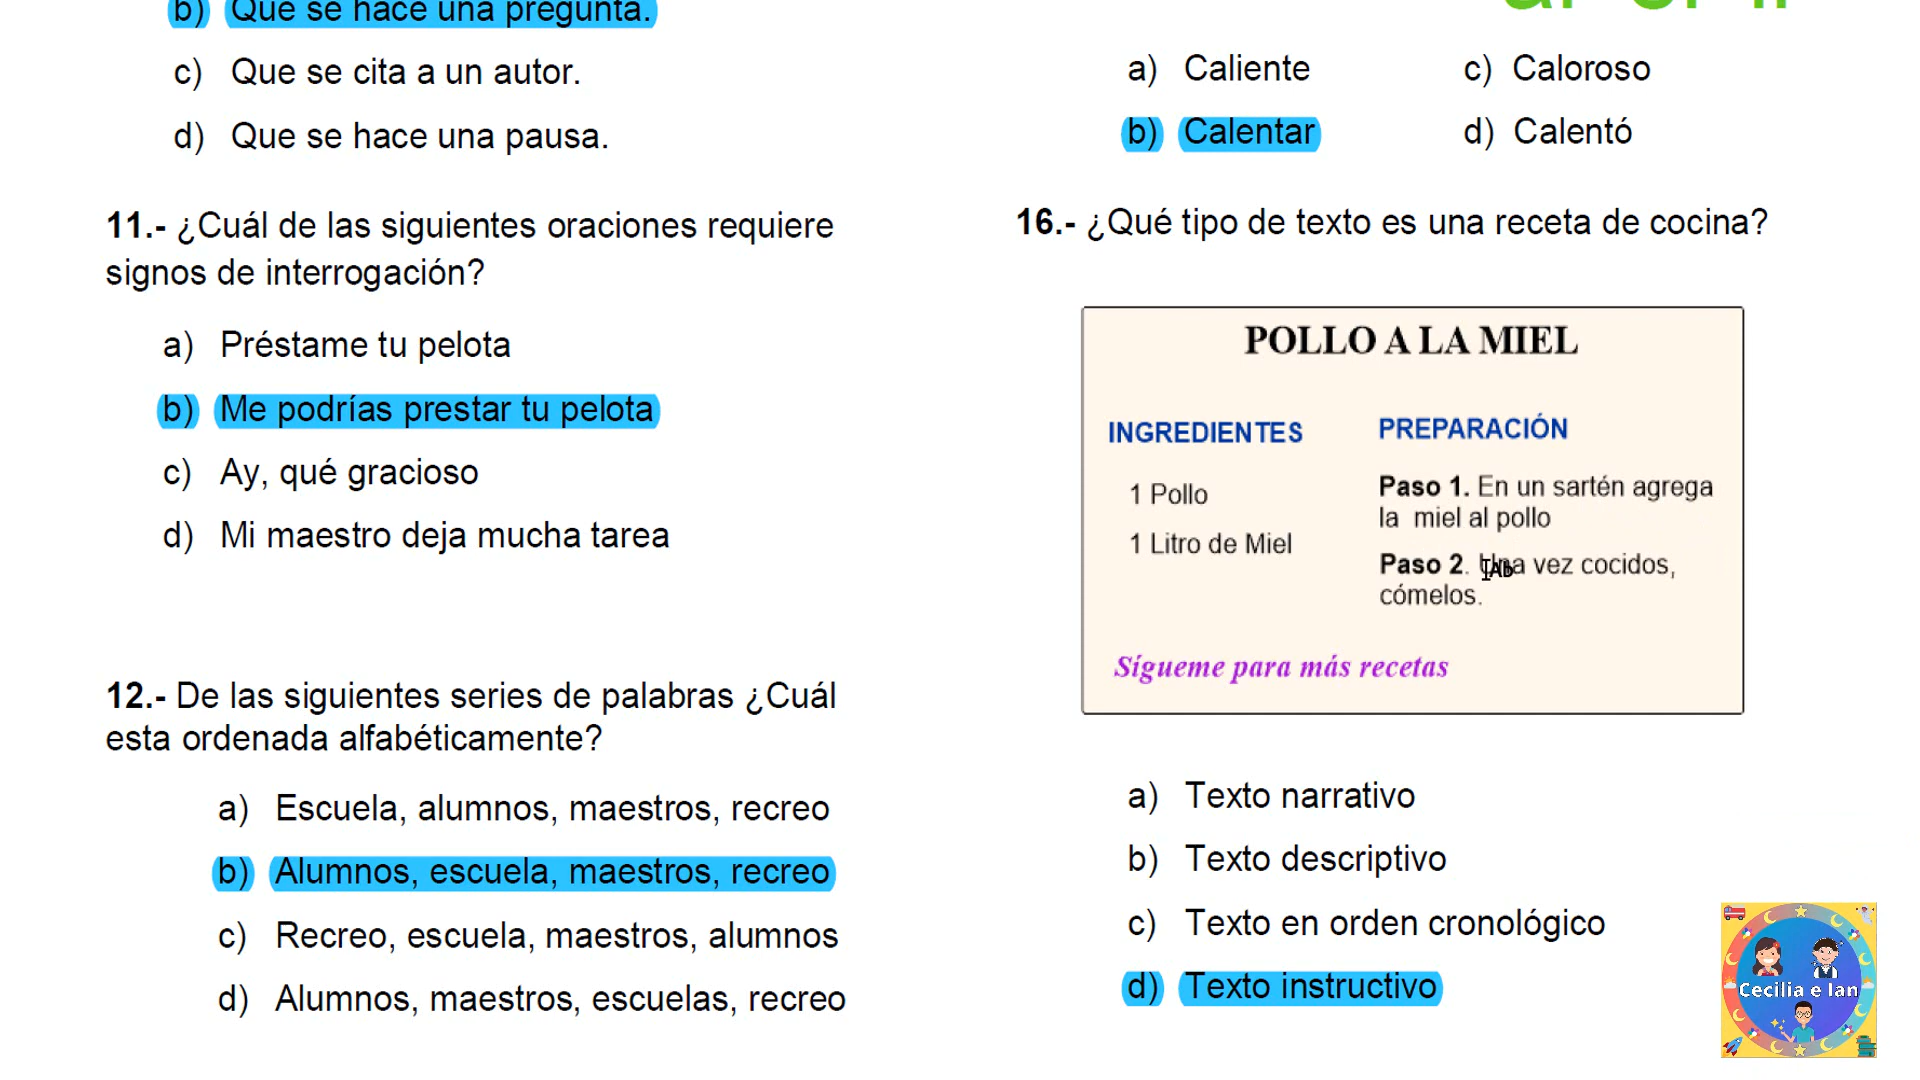 b) Que se hace una pregunta.
c) Que se cita a un autor.
d) Que se hace una pausa.
11.- ¿Cuál de las siguientes oraciones requiere
signos de interrogación?
a) Préstame tu pelota
b) Me podrías prestar tu pelota
c) Ay, qué gracioso
d) Mi maestro deja mucha tarea
12.- De las siguientes series de palabras ¿Cuál
esta ordenada alfabéticamente?
a) Escuela, alumnos, maestros, recreo
b) Alumnos, escuela, maestros, recreo
c) Recreo, escuela, maestros, alumnos
d) Alumnos, maestros, escuelas, recreo
a) Caliente
c) Caloroso
b) Calentar
d) Calentó
16.- ¿Qué tipo de texto es una receta de cocina?
POLLO A LA MIEL
INGREDIENTES
1 Pollo
1 Litro de Miel
PREPARACIÓN
Paso 1. En un sartén agrega
la miel al pollo
Paso 2. Una vez cocidos,
cómelos.
Sígueme para más recetas
a) Texto narrativo
b) Texto descriptivo
c) Texto en orden cronológico
d) Texto instructivo
Cecilia e Ian